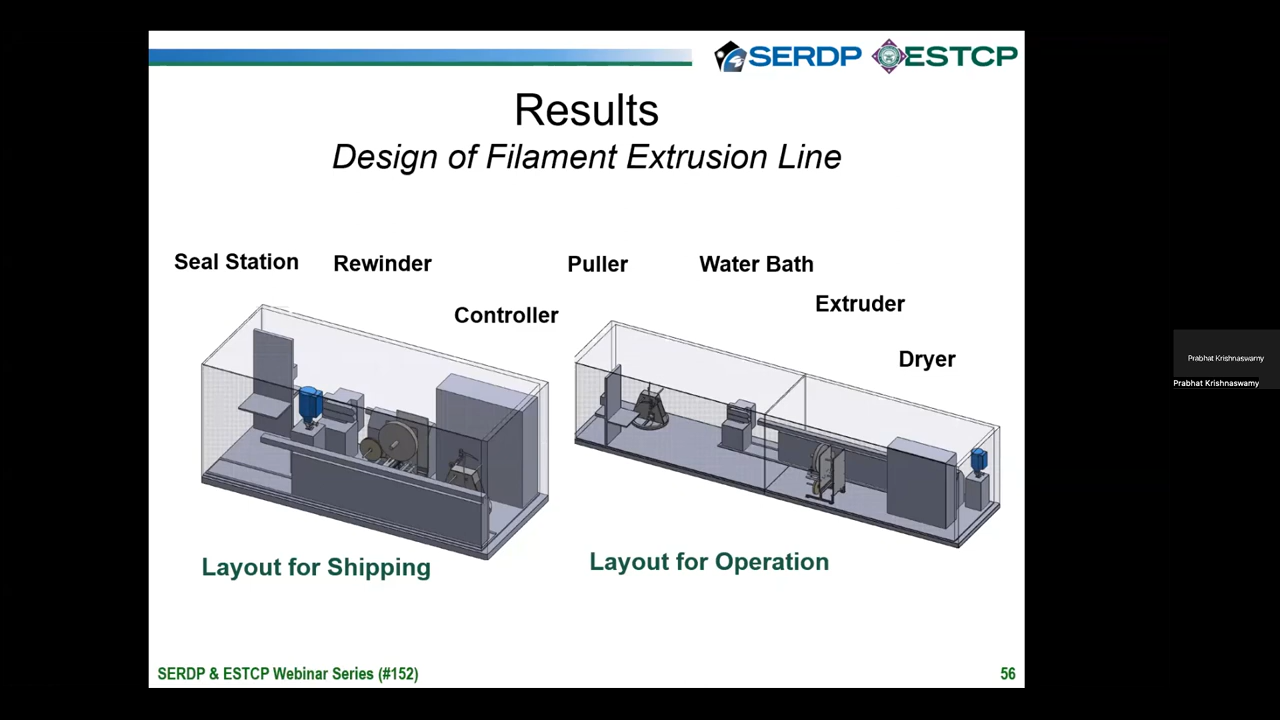 SERDP ESTCP
Results
Design of Filament Extrusion Line
Seal Station
Rewinder
Controller
Puller
Water Bath
Extruder
Dryer
Layout for Shipping
Layout for Operation
SERDP & ESTCP Webinar Series (#152)
56
Prabhat Krishnaswamy
Prabhat Krishnaswamy